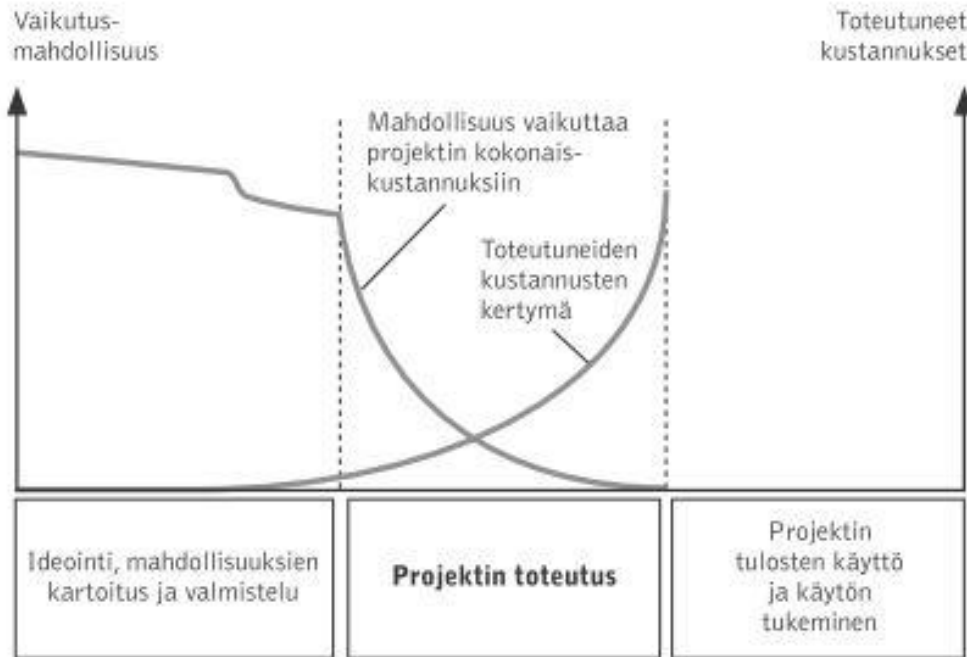 Vaikutus-
mahdollisuus
Toteutuneet
kustannukset
Mahdollisuus vaikuttaa
projektin kokonais-
kustannuksiin
Toteutuneiden
kustannusten
kertymä
Ideointi, mahdollisuuksien
kartoitus ja valmistelu
Projektin toteutus
Projektin
tulosten käyttö
ja käytön
tukeminen